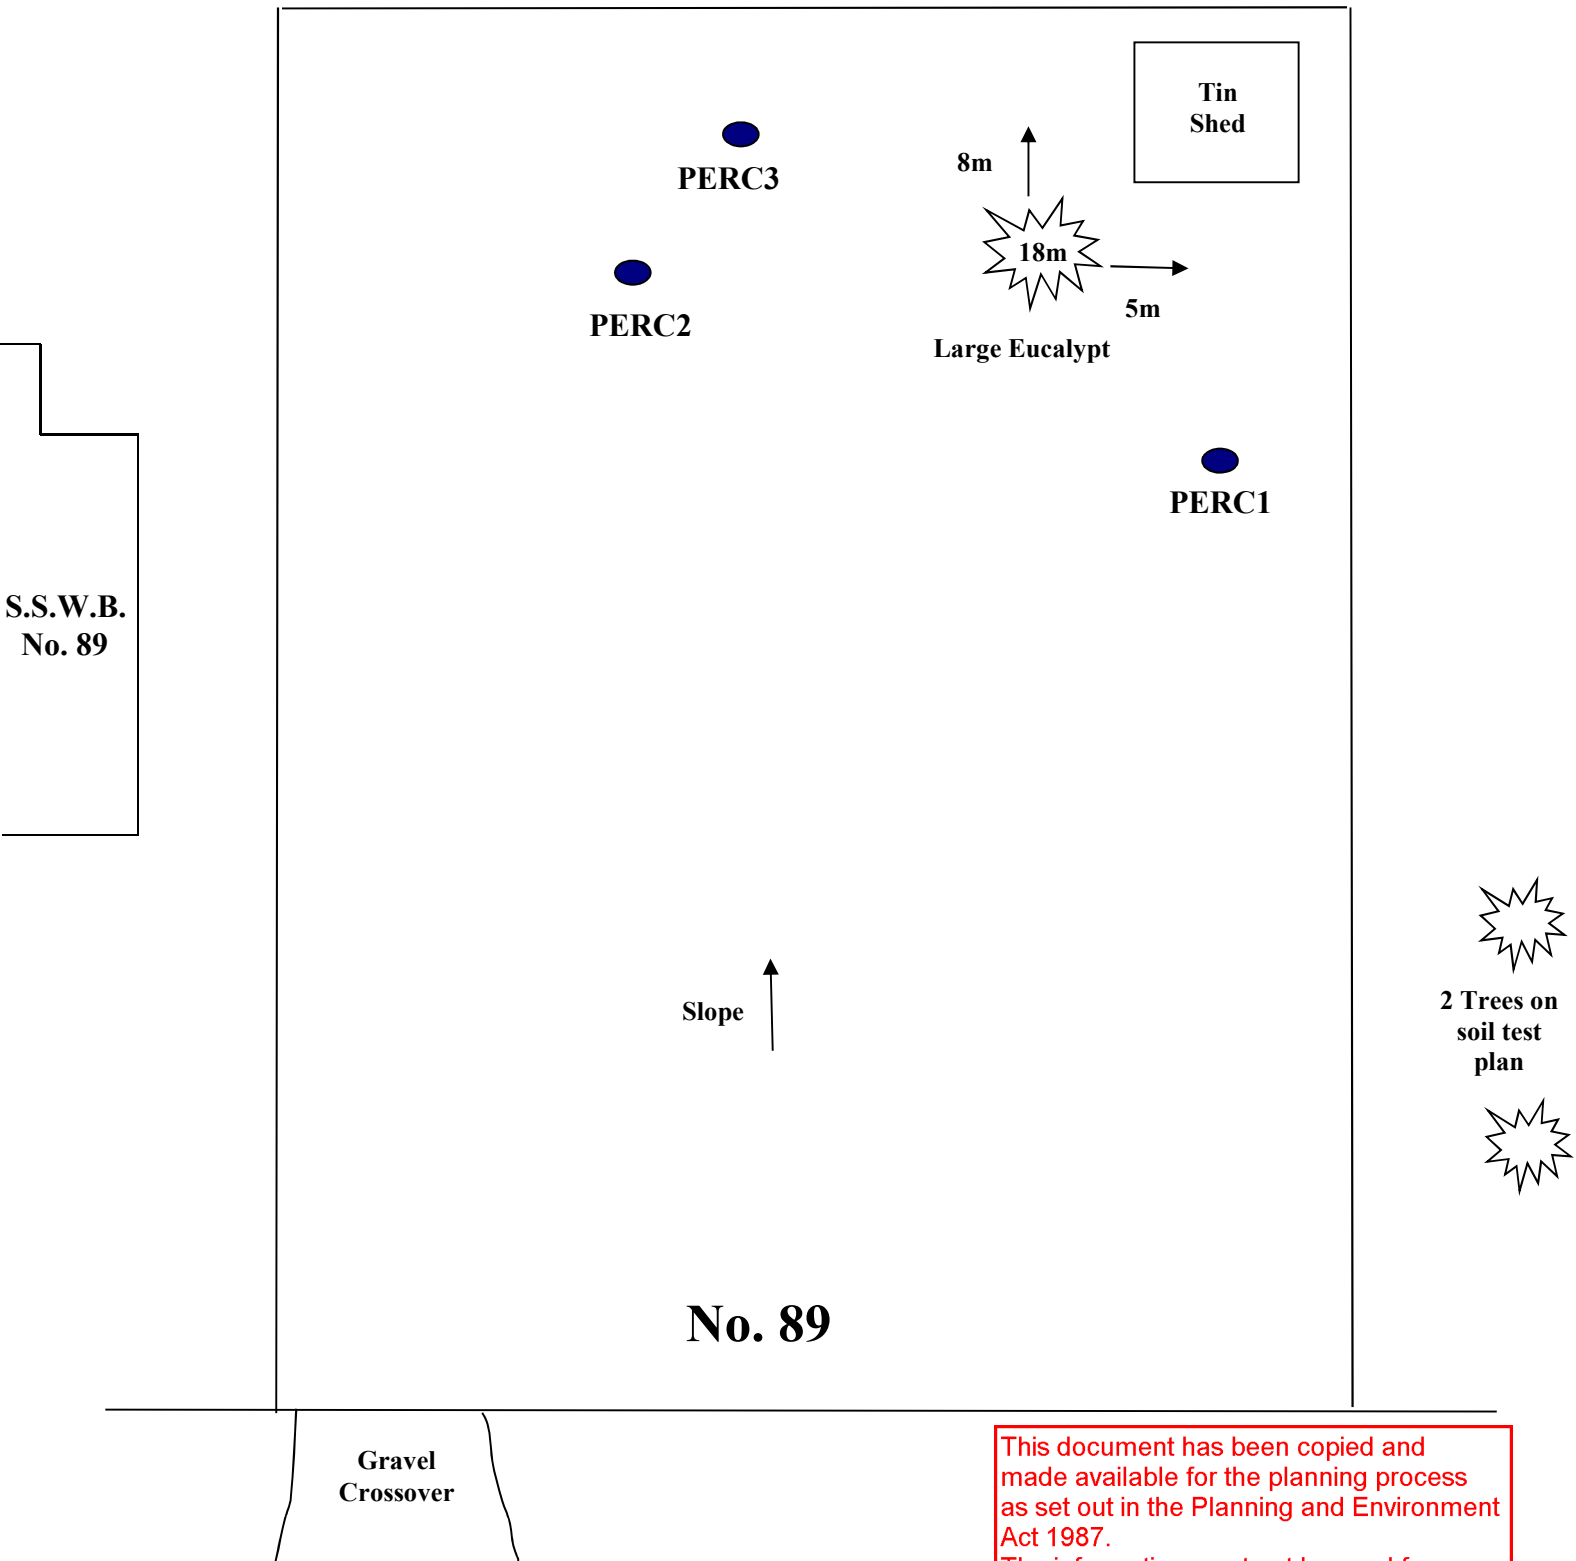 Tin
Shed
8m
PERC3
18m
PERC2
5m
Large Eucalypt
PERC1
S.S.W.B.
No. 89
Slope
2 Trees on
soil test
plan
No. 89
Gravel
Crossover
This document has been copied and
made available for the planning process
as set out in the Planning and Environment
Act 1987.